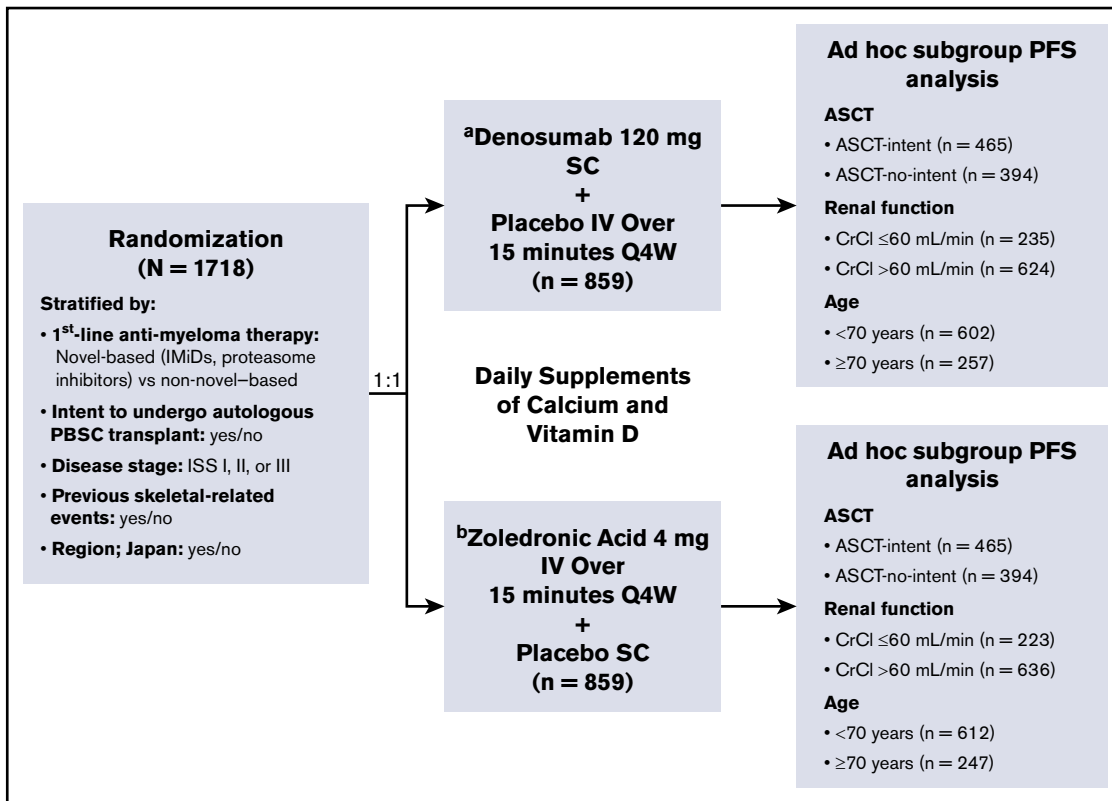 Randomization
(N = 1718)
Stratified by:
• 1st-line anti-myeloma therapy:
Novel-based (IMiDs, proteasome
inhibitors) vs non-novel–based
• Intent to undergo autologous
PBSC transplant: yes/no
• Disease stage: ISS I, II, or III
• Previous skeletal-related
events: yes/no
• Region; Japan: yes/no
1:1
aDenosumab 120 mg
SC
+
Placebo IV Over
15 minutes Q4W
(n = 859)
Daily Supplements
of Calcium and
Vitamin D
bZoledronic Acid 4 mg
IV Over
15 minutes Q4W
+
Placebo SC
(n = 859)
Ad hoc subgroup PFS
analysis
ASCT
• ASCT-intent (n = 465)
• ASCT-no-intent (n = 394)
Renal function
• CrCl ≤60 mL/min (n = 235)
• CrCl >60 mL/min (n = 624)
Age
• <70 years (n = 602)
• ≥70 years (n = 257)
Ad hoc subgroup PFS
analysis
ASCT
• ASCT-intent (n = 465)
• ASCT-no-intent (n = 394)
Renal function
• CrCl ≤60 mL/min (n = 223)
• CrCl >60 mL/min (n = 636)
Age
• <70 years (n = 612)
• ≥70 years (n = 247)